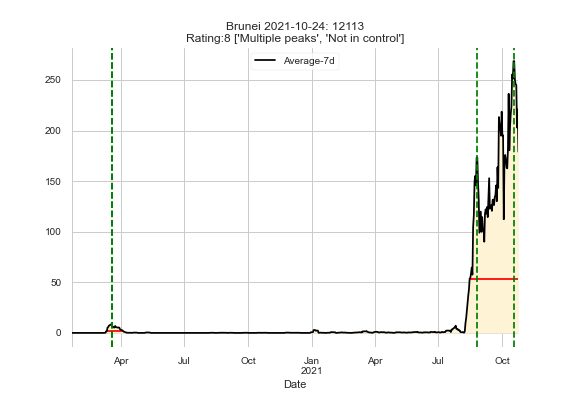 Brunei 2021-10-24: 12113
Rating:8 ['Multiple peaks', 'Not in control']
Average-7d
250
200
150
100
50
0
Apr Jul Oct Jan Apr Jul Oct
2021
Date